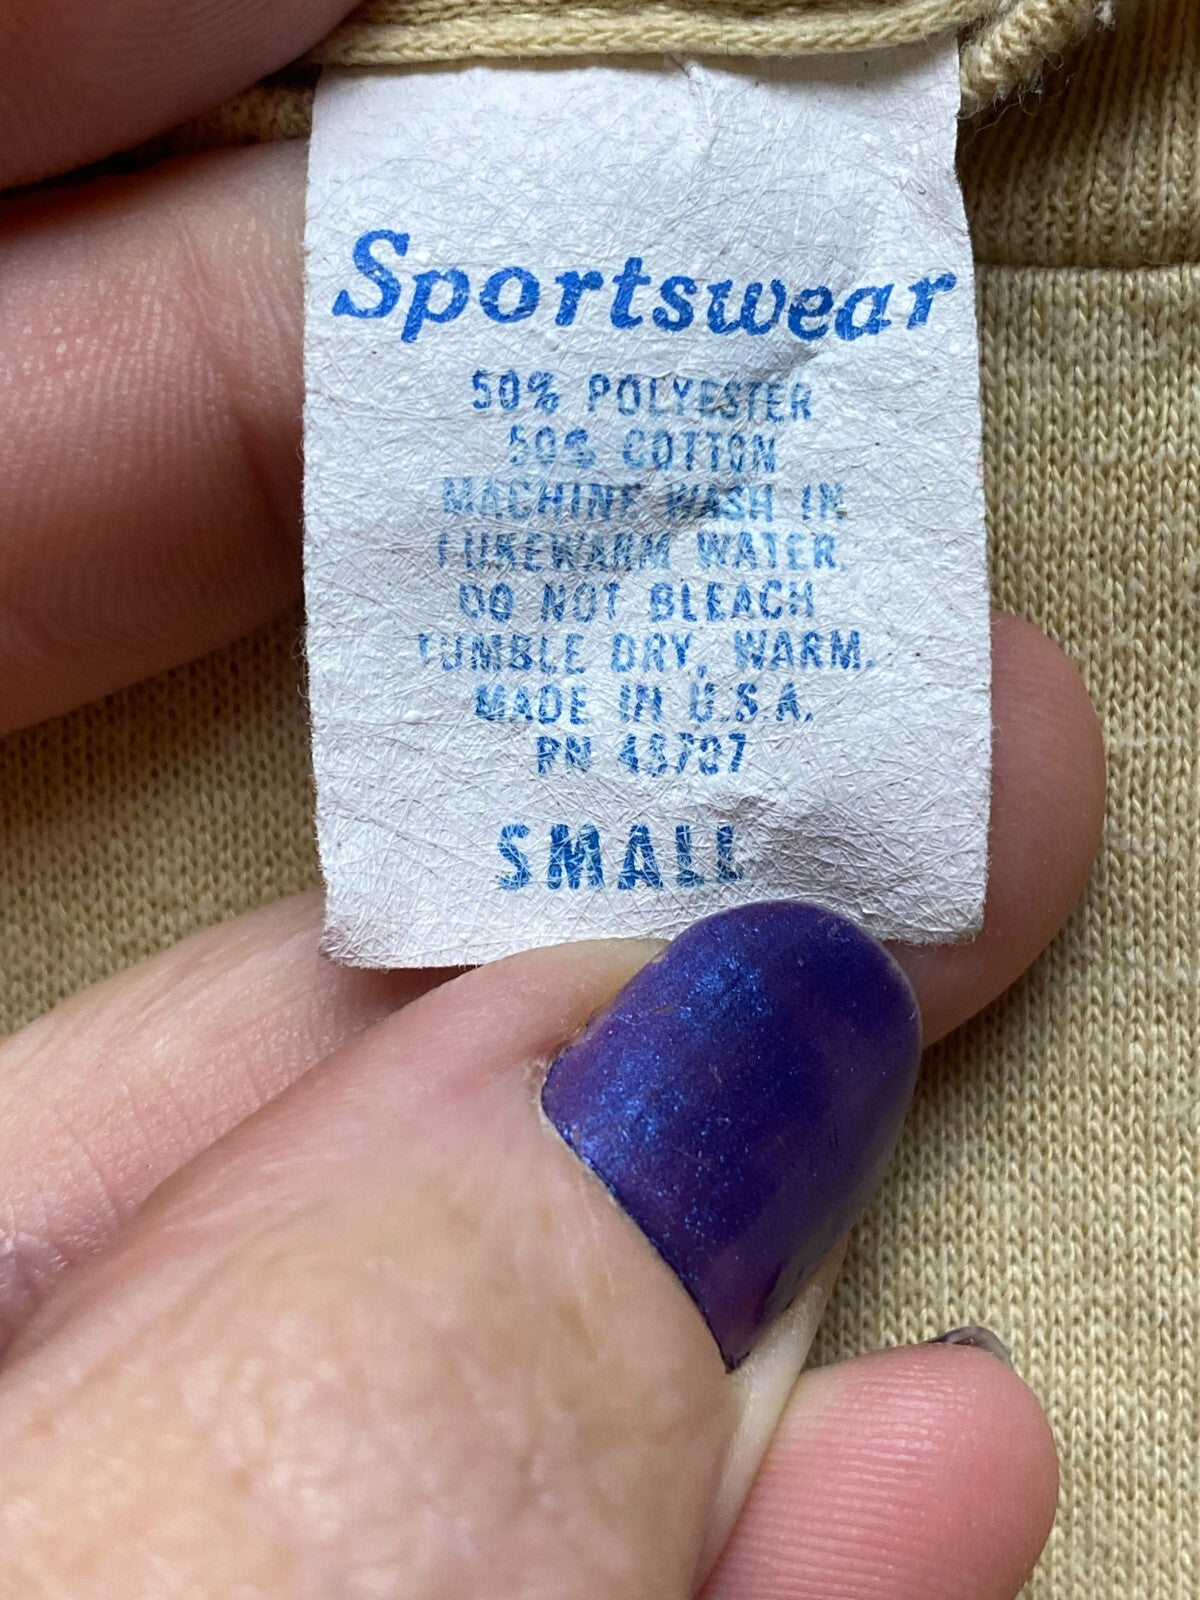 Sportswear
50% POLYESTER
50% COTTON
MACHINE WASH IN
LUKEWARM WATER.
DO NOT BLEACH
TUMBLE DRY, WARM.
MADE IN U.S.A.
RN
SMALL